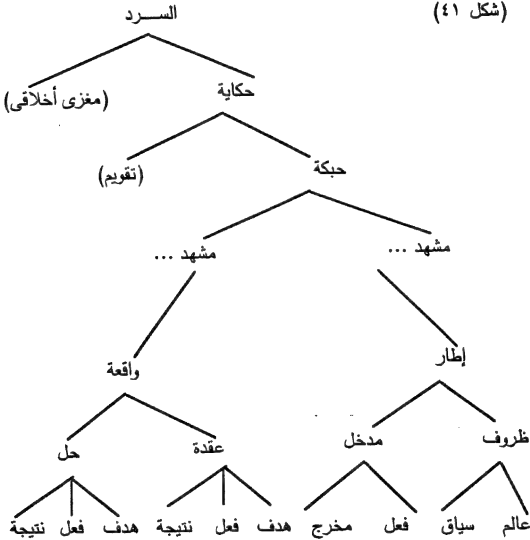 (شكل ٤١)
السرد
حكاية
(مغزى أخلاقى)
حبكة
(تقويم)
مشهد ...
مشهد ...
إطار
واقعة
ظروف
مدخل
عقدة
حل
عالم
سياق
فعل
مخرج
هدف
فعل
نتيجة
هدف
فعل
نتيجة